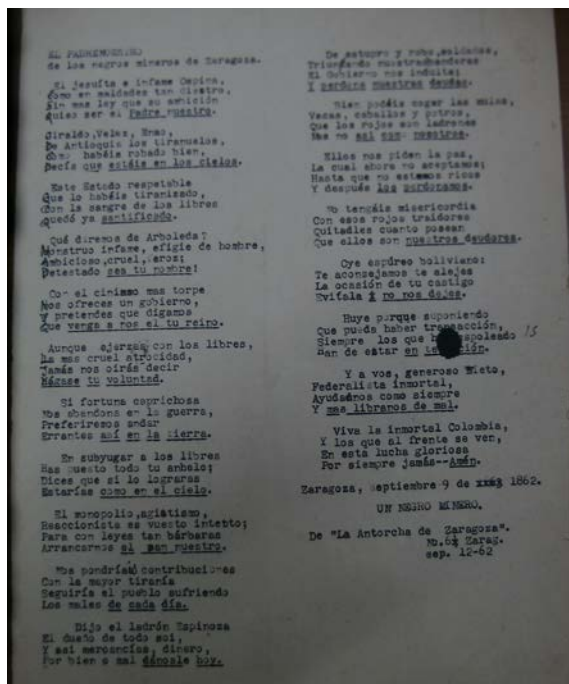 EL PADRENUESTRO
de los negros mineros de Zaragoza.
El jesuíta e infame Ospina,
Como en maldades tan diestro,
Sin mas ley que su ambición
Quiso ser el Padre nuestro.
Giraldo, Velez, Enao,
De Antioquia los tiranuelos,
Como habéis robado bien,
Decís que estáis en los cielos.
Este Estado respetable
Que lo habéis tiranizado,
Con la sangre de los libres
Quedó ya santificado.
Qué diremos de Arboleda?
Monstruo infame, efigie de hombre,
Ambicioso, cruel, feroz;
Detestado sea tu nombre!
Con el cinismo mas torpe
Nos ofreces un gobierno,
Y pretendes que digamos
Que venga a nos el tu reino.
Aunque ejerzas con los libres,
La mas cruel atrocidad,
Jamás nos oirás decir
Hágase tu voluntad.
Si fortuna caprichosa
Nos abandona en la guerra,
Preferiremos andar
Errantes así en la tierra.
En subyugar a los libres
Has puesto todo tu anhelo;
Dices que si lo lograras
Estarías como en el cielo.
El monopolio, agiotismo,
Reaccionista es vuesto intento;
Para con leyes tan bárbaras
Arrancarnos el pan nuestro.
Nos pondrías contribuciones
Con la mayor tiranía
Seguiría el pueblo sufriendo
Los males de cada día.
Dijo el ladrón Espinoza
El dueño de todo soi,
Y así mercancías, dinero,
Por bien o mal dánosle hoy.
De estupro y robo, soldados,
Triunfando nuestras banderas
El Gobierno nos indulte;
Y perdona nuestras deudas.
Bien podéis coger las mulas,
Vacas, caballos y potros,
Que los rojos son ladrones
Mas no así como nosotros.
Ellos nos piden la paz,
La cual ahora no aceptamos;
Hasta que no estemos ricos
Y después los perdonamos.
No tengáis misericordia
Con esos rojos traidores
Quitadles cuanto posean
Que ellos son nuestros deudores.
Oye espúreo boliviano:
Te aconsejamos te alejes
La ocasión de tu castigo
Evítala i no nos dejes.
Huye porque suponiendo
Que pueda haber transacción,
Siempre los que espoleado 15
Han de estar en
Y a vos, generoso Nieto,
Federalista inmortal,
Ayudános como siempre
Y mas libranos de mal.
Viva la inmortal Colombia,
Y los que al frente se ven,
En esta lucha gloriosa
Por siempre jamás--Amén.
Zaragoza, septiembre 9 de 1862.
UN NEGRO MINERO.
De "La Antorcha de Zaragoza".
Zarag.
sep. 12-62